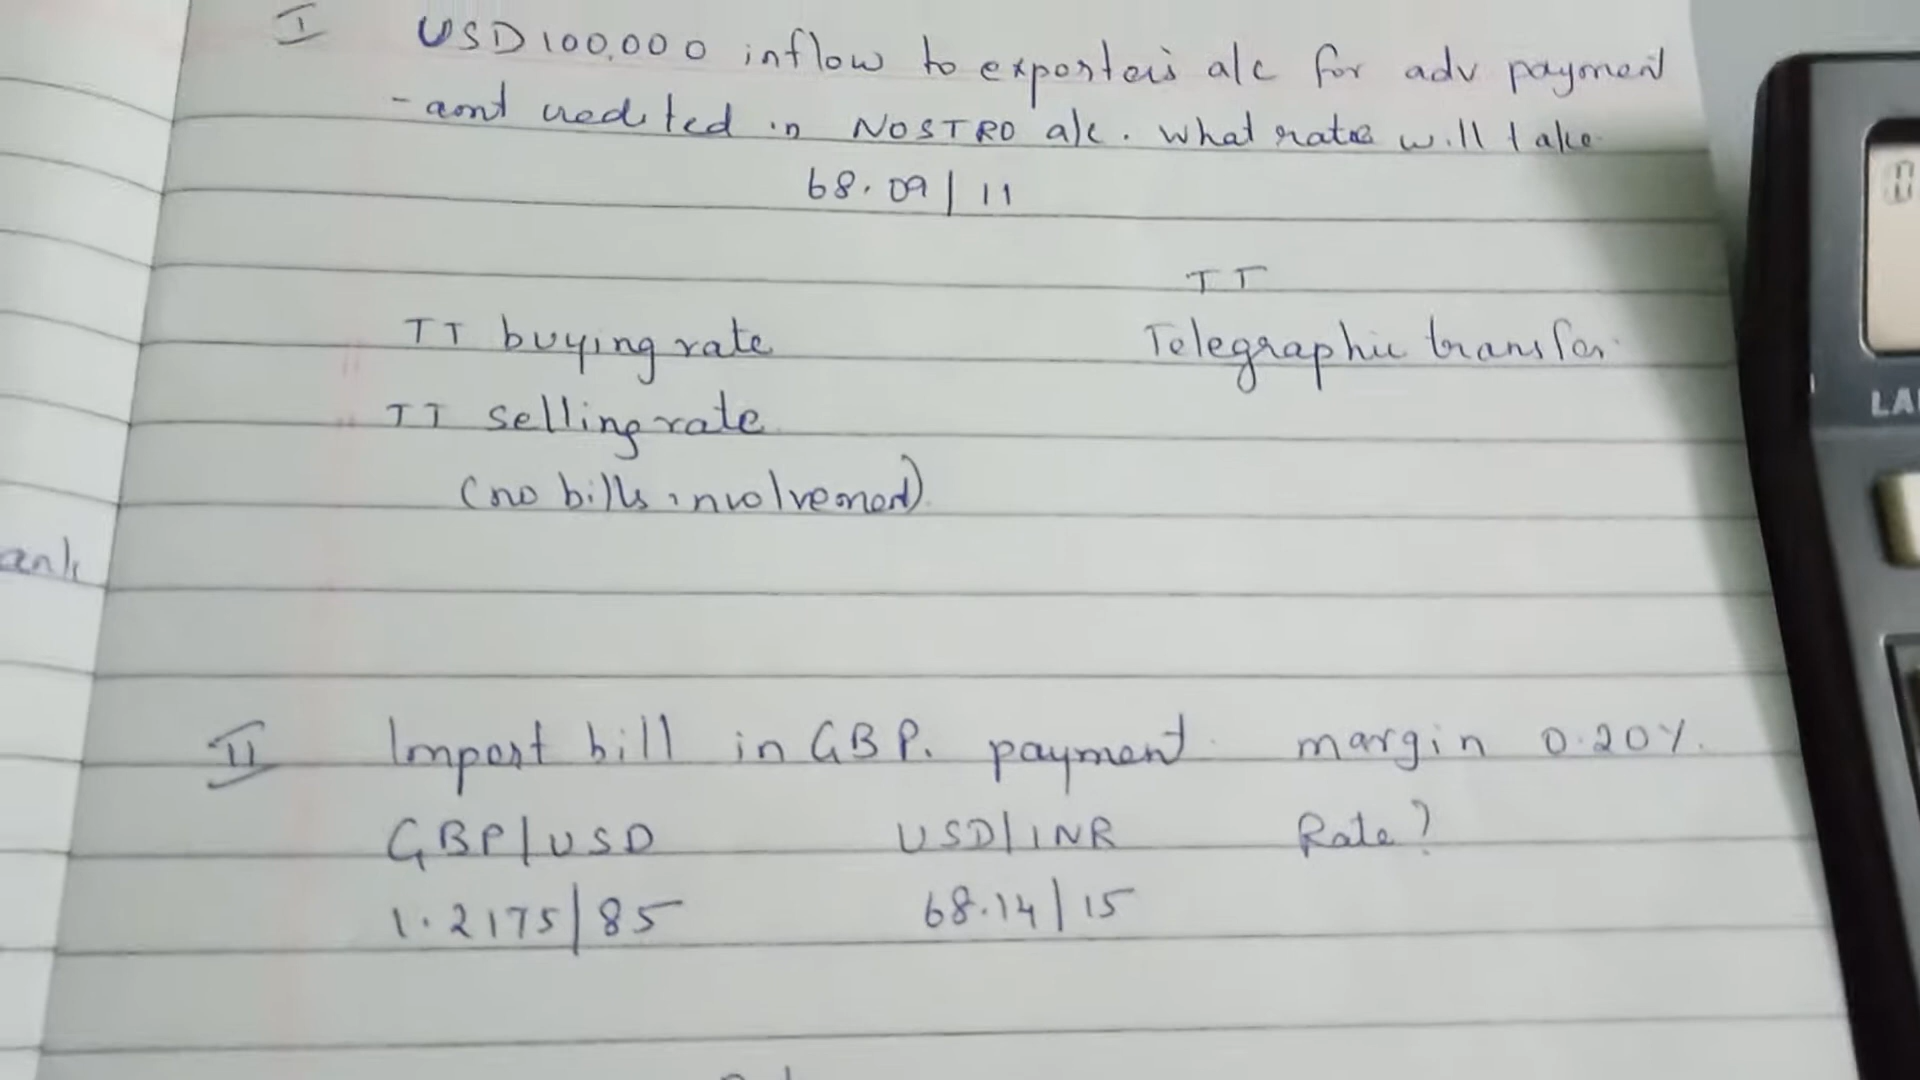 I USD 100,000 inflow to exporter's a/c for adv payment
- amt credited in NOSTRO a/c. What rate will take
68.09 / 11
TT
TT buying rate Telegraphic transfer.
TT selling rate
(no bills involvement).
ank
II Import bill in GBP. payment margin 0.20%.
GBP/USD USD/INR Rate?
1.2175/85 68.14/15
LA